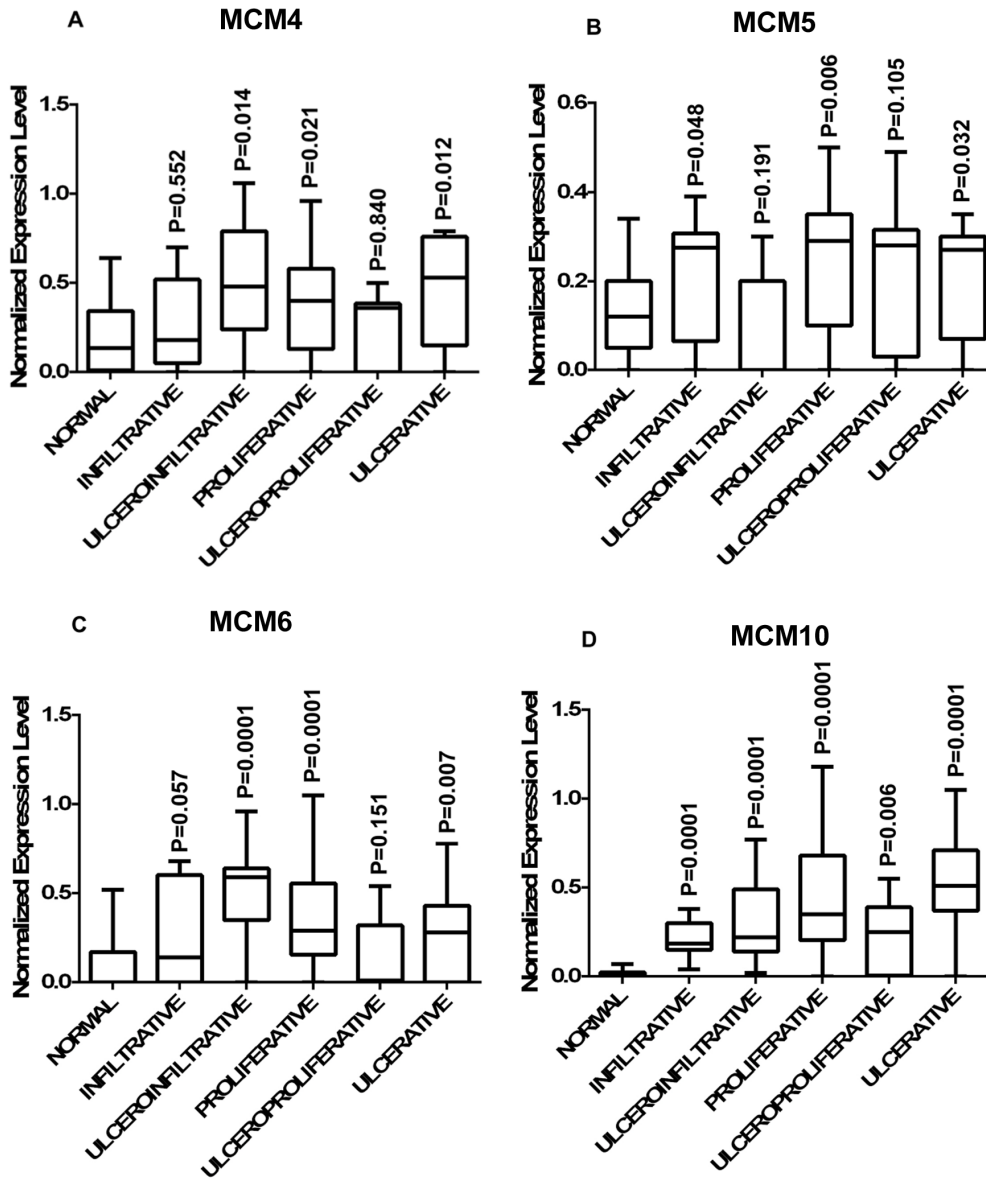 A
MCM4
Normalized Expression Level
1.5
1.0
0.5
0.0
P=0.552
P=0.014
P=0.021
P=0.840
P=0.012
NORMAL
INFILTRATIVE
ULCEROINFILTRATIVE
PROLIFERATIVE
ULCEROPROLIFERATIVE
ULCERATIVE
B
MCM5
Normalized Expression Level
0.6
0.4
0.2
0.0
P=0.048
P=0.191
P=0.006
P=0.105
P=0.032
NORMAL
INFILTRATIVE
ULCEROINFILTRATIVE
PROLIFERATIVE
ULCEROPROLIFERATIVE
ULCERATIVE
C
MCM6
Normalized Expression Level
1.5
1.0
0.5
0.0
P=0.057
P=0.0001
P=0.0001
P=0.151
P=0.007
NORMAL
INFILTRATIVE
ULCEROINFILTRATIVE
PROLIFERATIVE
ULCEROPROLIFERATIVE
ULCERATIVE
D
MCM10
Normalized Expression Level
1.5
1.0
0.5
0.0
P=0.0001
P=0.0001
P=0.0001
P=0.006
P=0.0001
NORMAL
INFILTRATIVE
ULCEROINFILTRATIVE
PROLIFERATIVE
ULCEROPROLIFERATIVE
ULCERATIVE